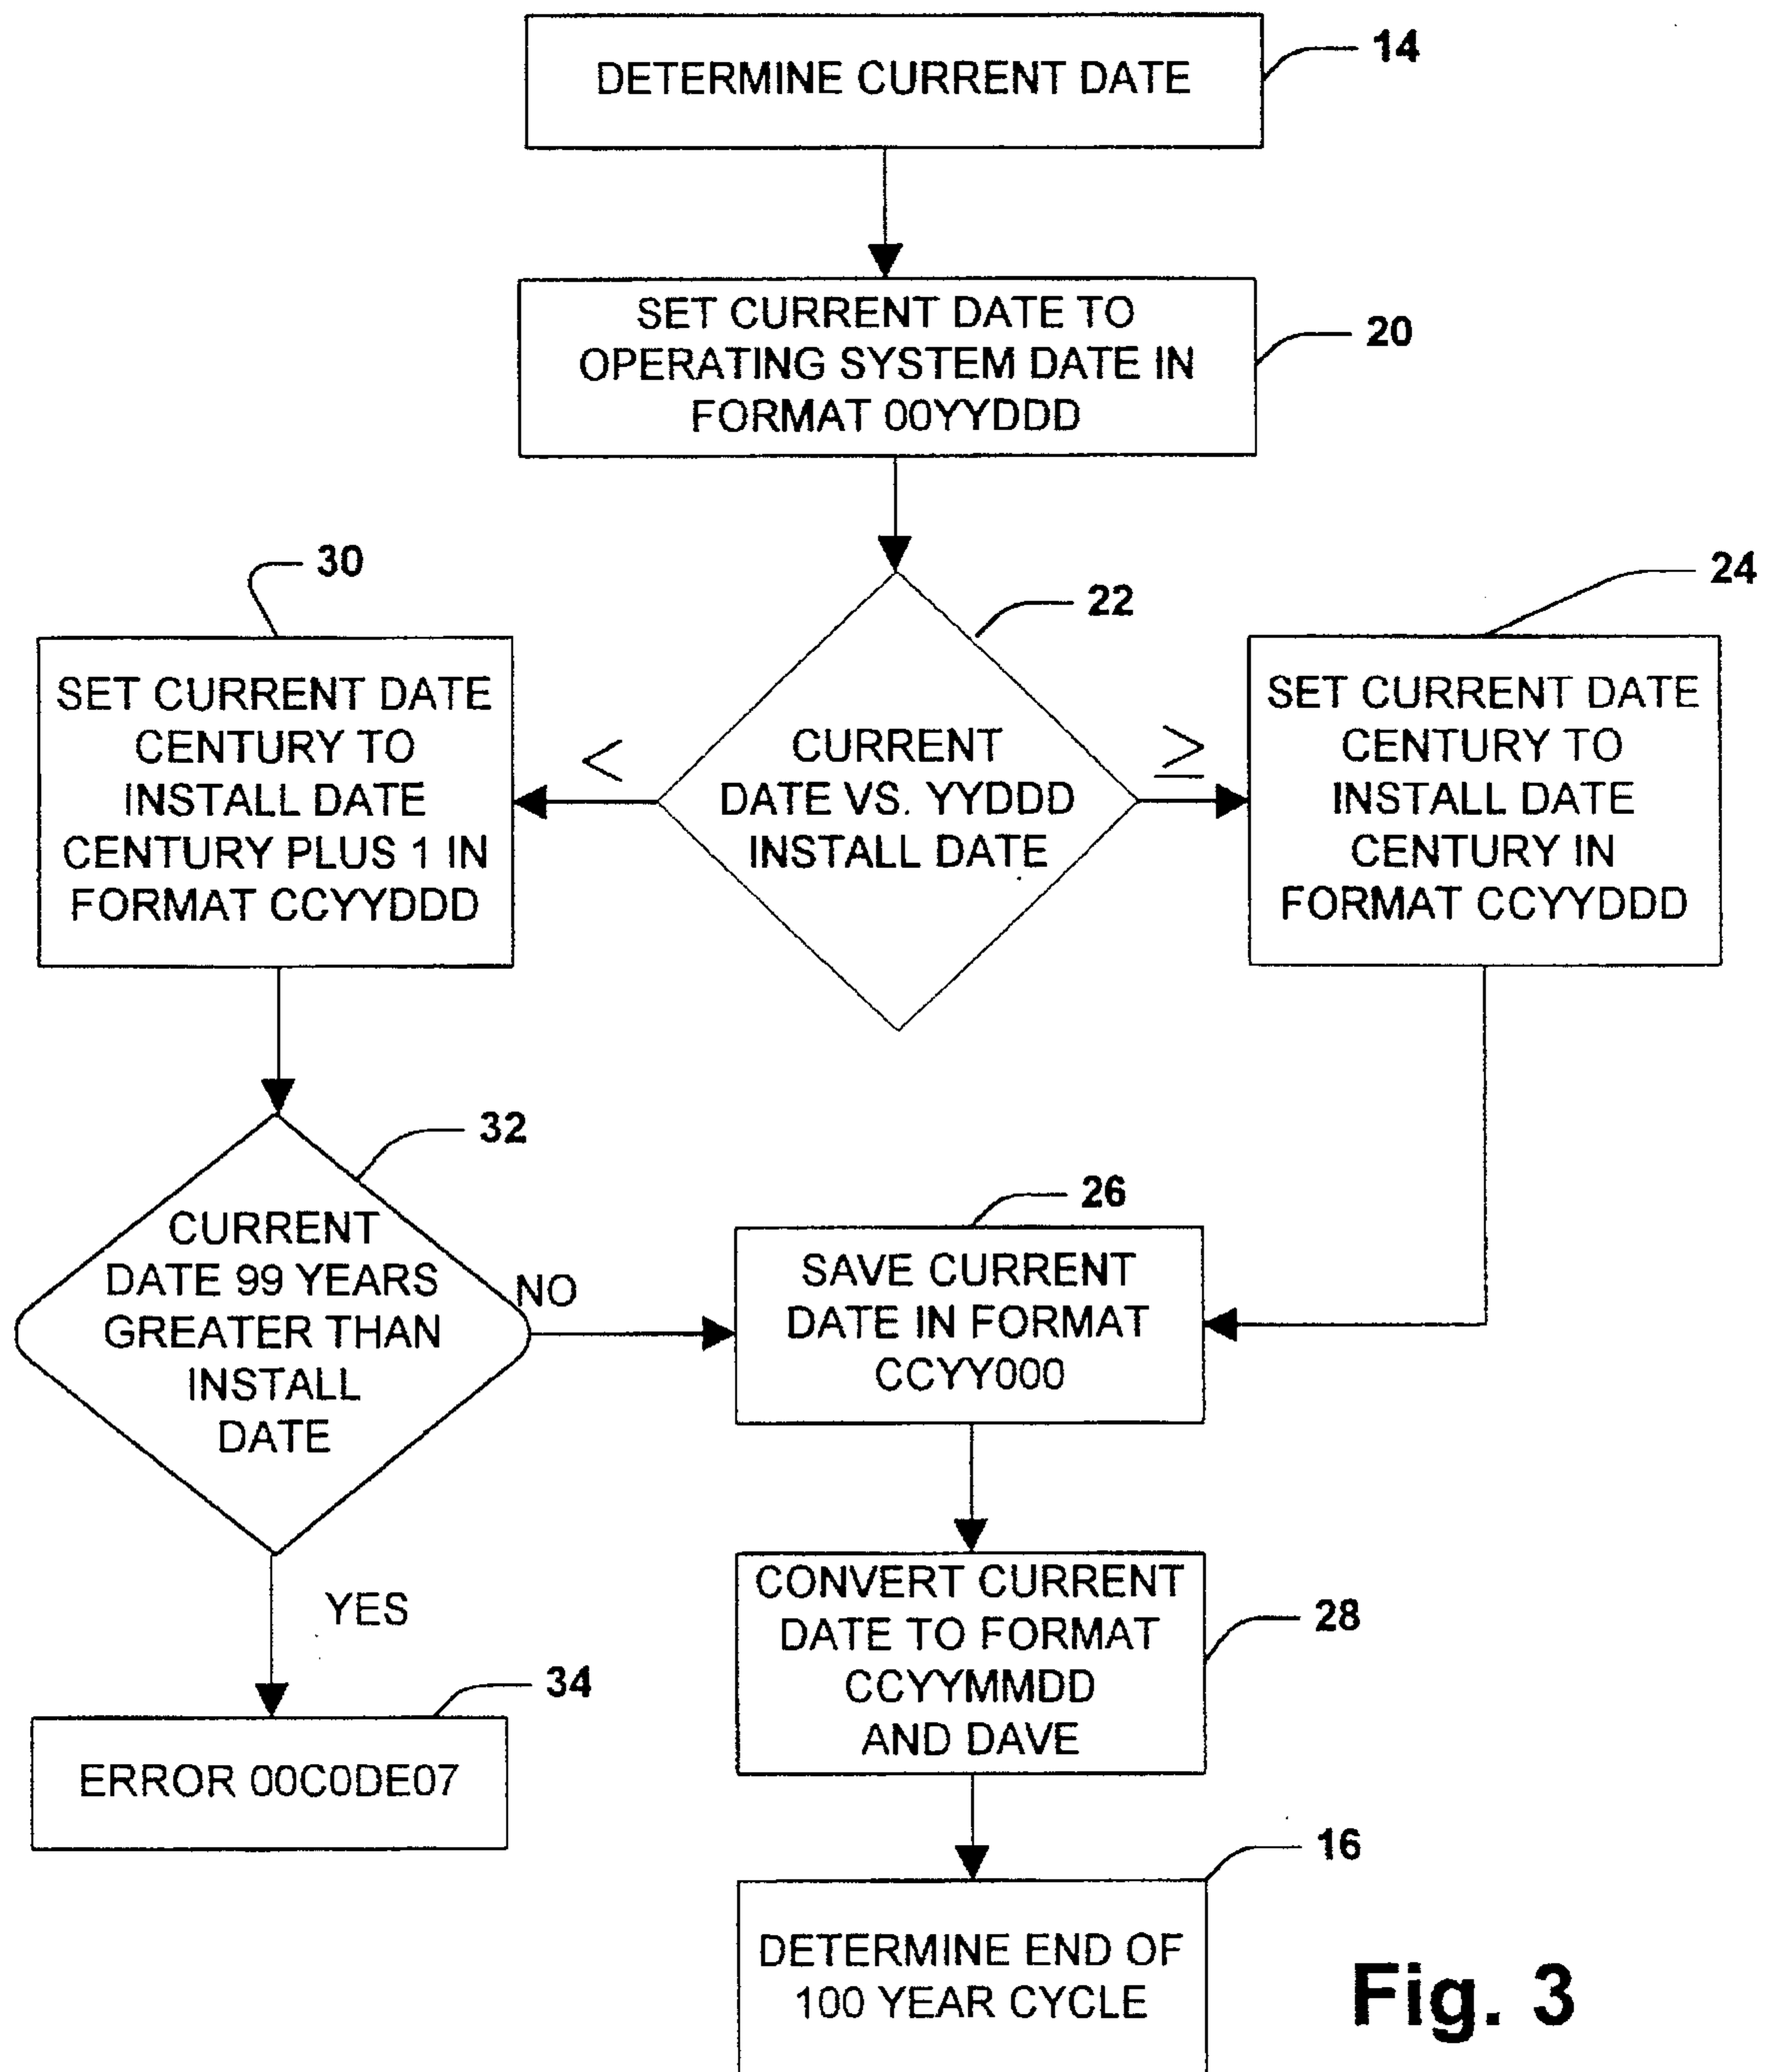 DETERMINE CURRENT DATE
14
SET CURRENT DATE TO
OPERATING SYSTEM DATE IN
FORMAT 00YYDDD
20
30
22
24
SET CURRENT DATE
CENTURY TO
INSTALL DATE
CENTURY PLUS 1 IN
FORMAT CCYYDDD
<
CURRENT
DATE VS. YYDDD
INSTALL DATE
≥
SET CURRENT DATE
CENTURY TO
INSTALL DATE
CENTURY IN
FORMAT CCYYDDD
32
CURRENT
DATE 99 YEARS
GREATER THAN
INSTALL
DATE
NO
26
SAVE CURRENT
DATE IN FORMAT
CCYY000
YES
CONVERT CURRENT
DATE TO FORMAT
CCYYMMDD
AND DAVE
28
34
ERROR 00C0DE07
16
DETERMINE END OF
100 YEAR CYCLE
Fig. 3